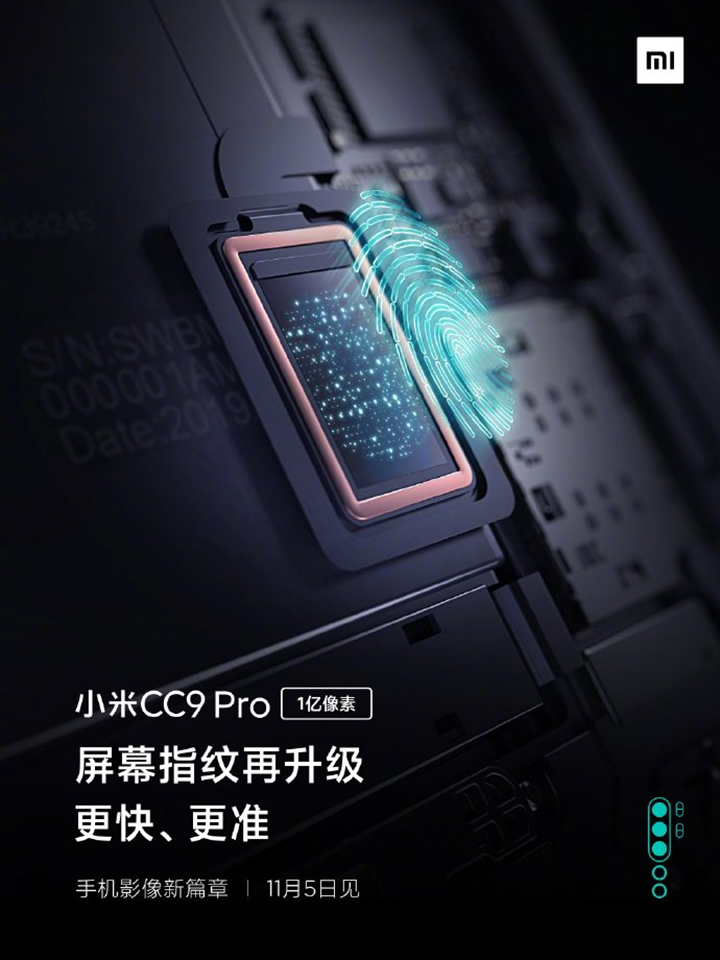 mi
S/N:SWBN
000001AM
Date:2019
小米CC9 Pro 1亿像素
屏幕指纹再升级
更快、更准
手机影像新篇章 | 11月5日见